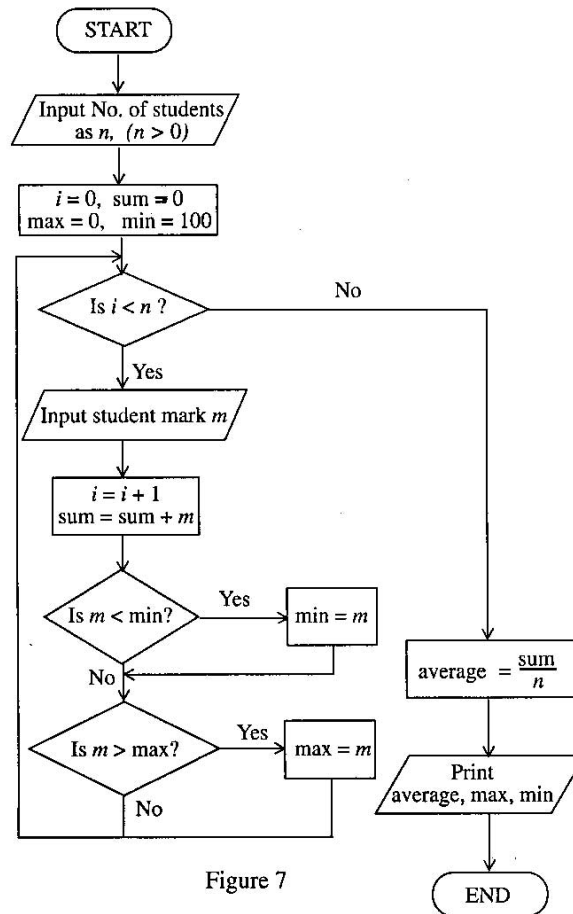 START
Input No. of students
as n, (n > 0)
i = 0, sum = 0
max = 0, min = 100
Is i < n ?
No
Yes
Input student mark m
i = i + 1
sum = sum + m
Is m < min?
Yes
min = m
No
Is m > max?
Yes
max = m
No
average = sum/n
Print
average, max, min
END
Figure 7